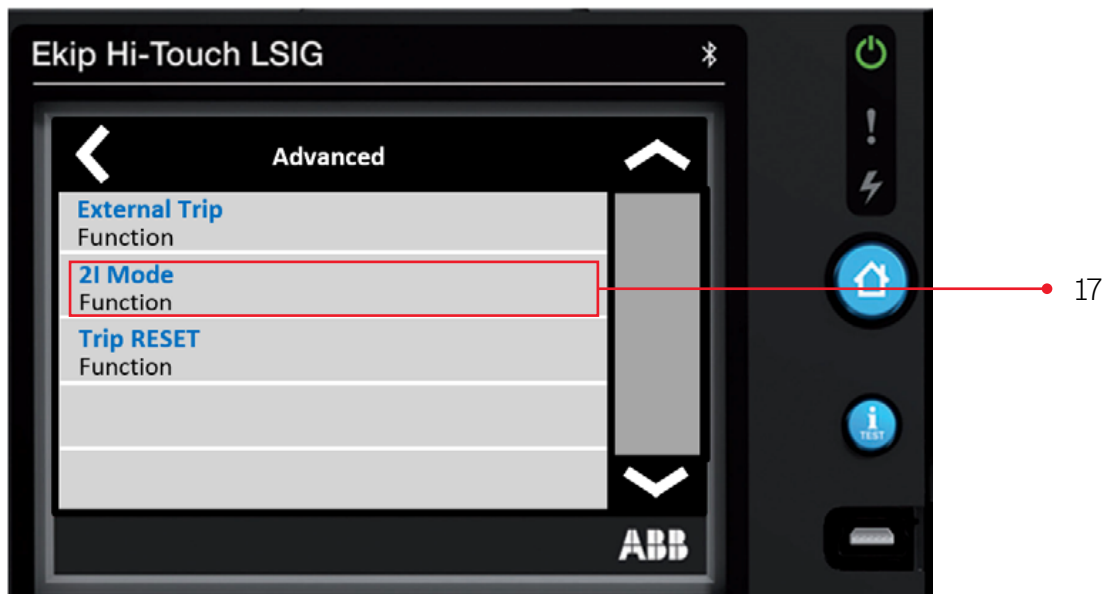 Ekip Hi-Touch LSIG
Advanced
External Trip
Function
2I Mode
Function
17
Trip RESET
Function
i
TEST
ABB